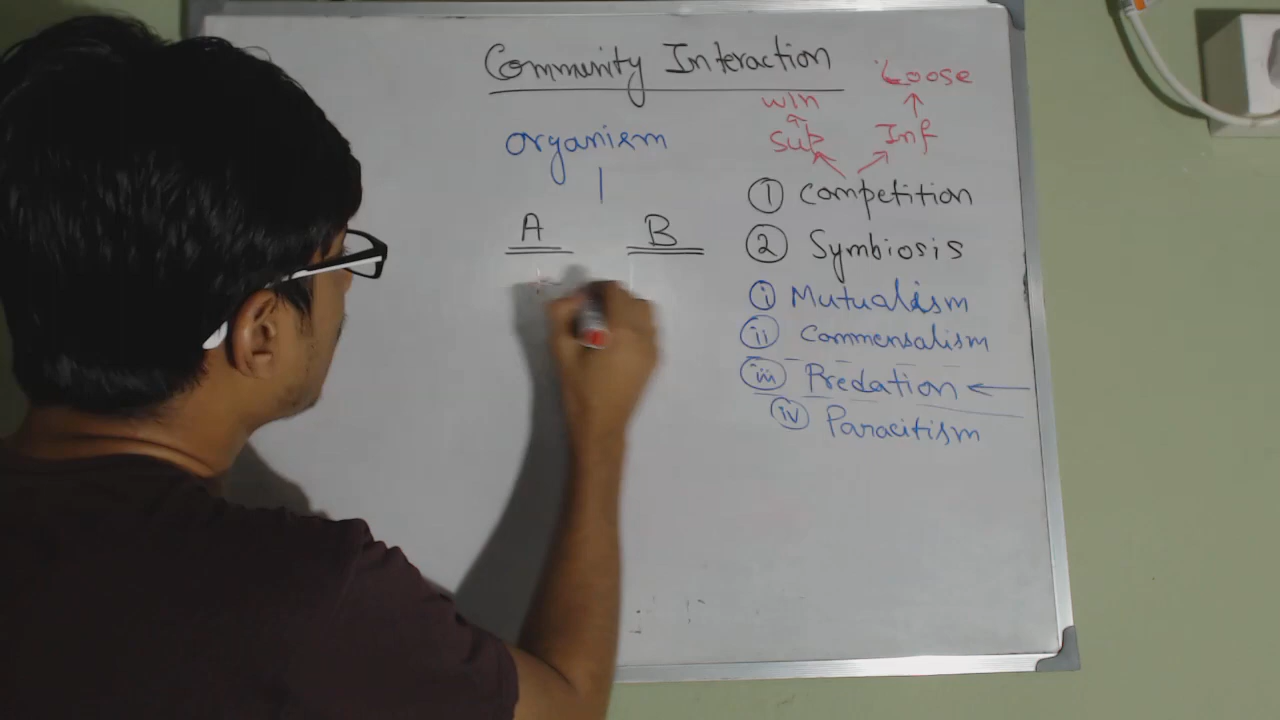 Community Interaction
organism
A B
win
Loose
Sup Inf
① Competition
② Symbiosis
ⓘ Mutualism
ii Commensalism
iii Predation ←
iv Paracitism